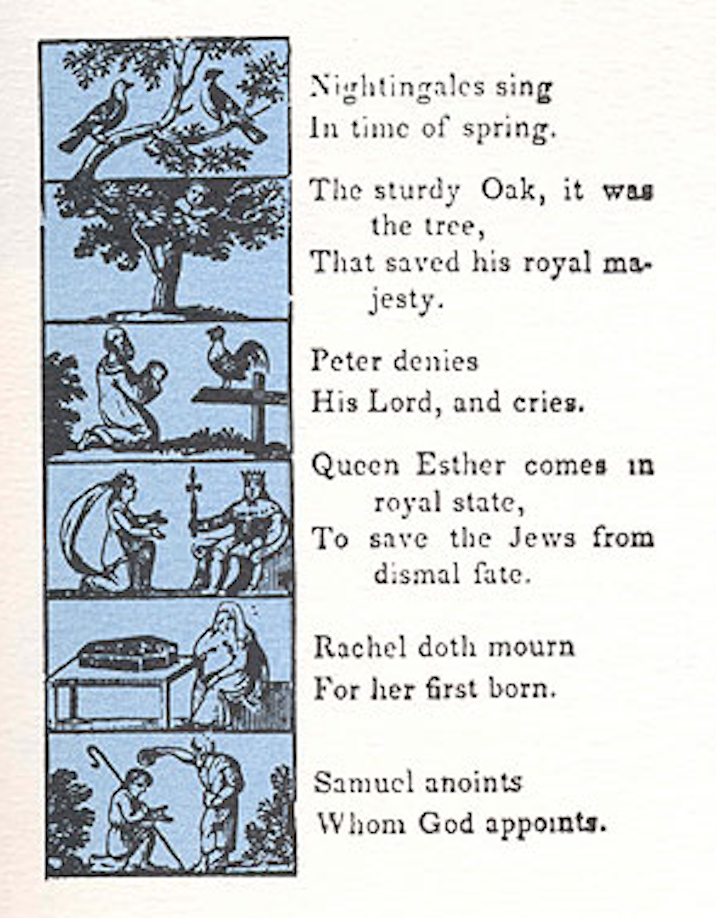 Nightingales sing
In time of spring.
The sturdy Oak, it was
the tree,
That saved his royal ma-
jesty.
Peter denies
His Lord, and cries.
Queen Esther comes in
royal state,
To save the Jews from
dismal fate.
Rachel doth mourn
For her first born.
Samuel anoints
Whom God appoints.